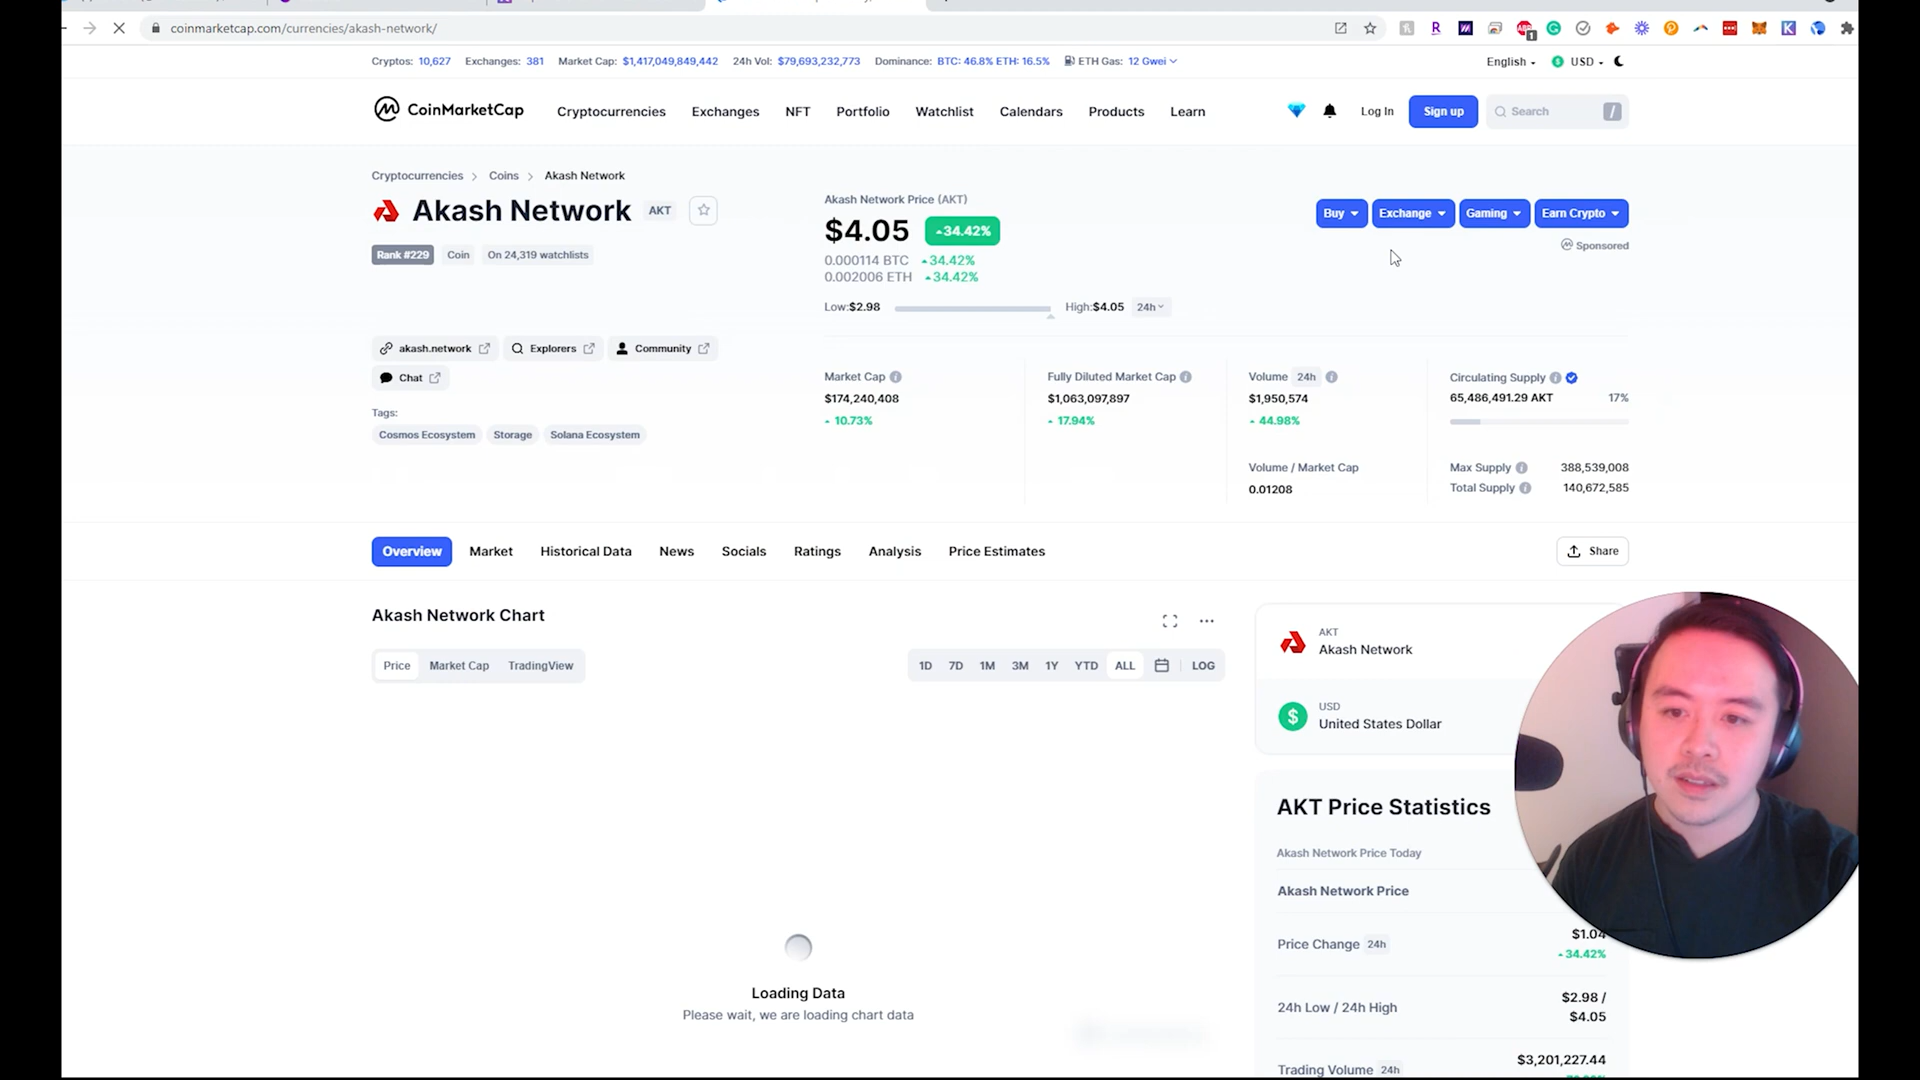 coinmarketcap.com/currencies/akash-network/
Cryptos: 10,627 Exchanges: 381 Market Cap: $1,417,049,849,442 24h Vol: $79,693,232,773 Dominance: BTC: 46.8% ETH: 16.5% ETH Gas: 12 Gwei
English USD
CoinMarketCap Cryptocurrencies Exchanges NFT Portfolio Watchlist Calendars Products Learn Log In Sign up Search /
Cryptocurrencies Coins Akash Network
Akash Network AKT
Rank #229 Coin On 24,319 watchlists
Akash Network Price (AKT)
$4.05 34.42%
0.000114 BTC 34.42%
0.002006 ETH 34.42%
Low:$2.98 High:$4.05 24h
Buy Exchange Gaming Earn Crypto
Sponsored
akash.network Explorers Community
Chat
Tags:
Cosmos Ecosystem Storage Solana Ecosystem
Market Cap
$174,240,408
10.73%
Fully Diluted Market Cap
$1,063,097,897
17.94%
Volume 24h
$1,950,574
44.98%
Volume / Market Cap
0.01208
Circulating Supply
65,486,491.29 AKT 17%
Max Supply 388,539,008
Total Supply 140,672,585
Overview Market Historical Data News Socials Ratings Analysis Price Estimates Share
Akash Network Chart
Price Market Cap TradingView
1D 7D 1M 3M 1Y YTD ALL LOG
Loading Data
Please wait, we are loading chart data
AKT
Akash Network
USD
United States Dollar
AKT Price Statistics
Akash Network Price Today
Akash Network Price
Price Change 24h $1.04
34.42%
24h Low / 24h High $2.98 /
$4.05
Trading Volume 24h $3,201,227.44